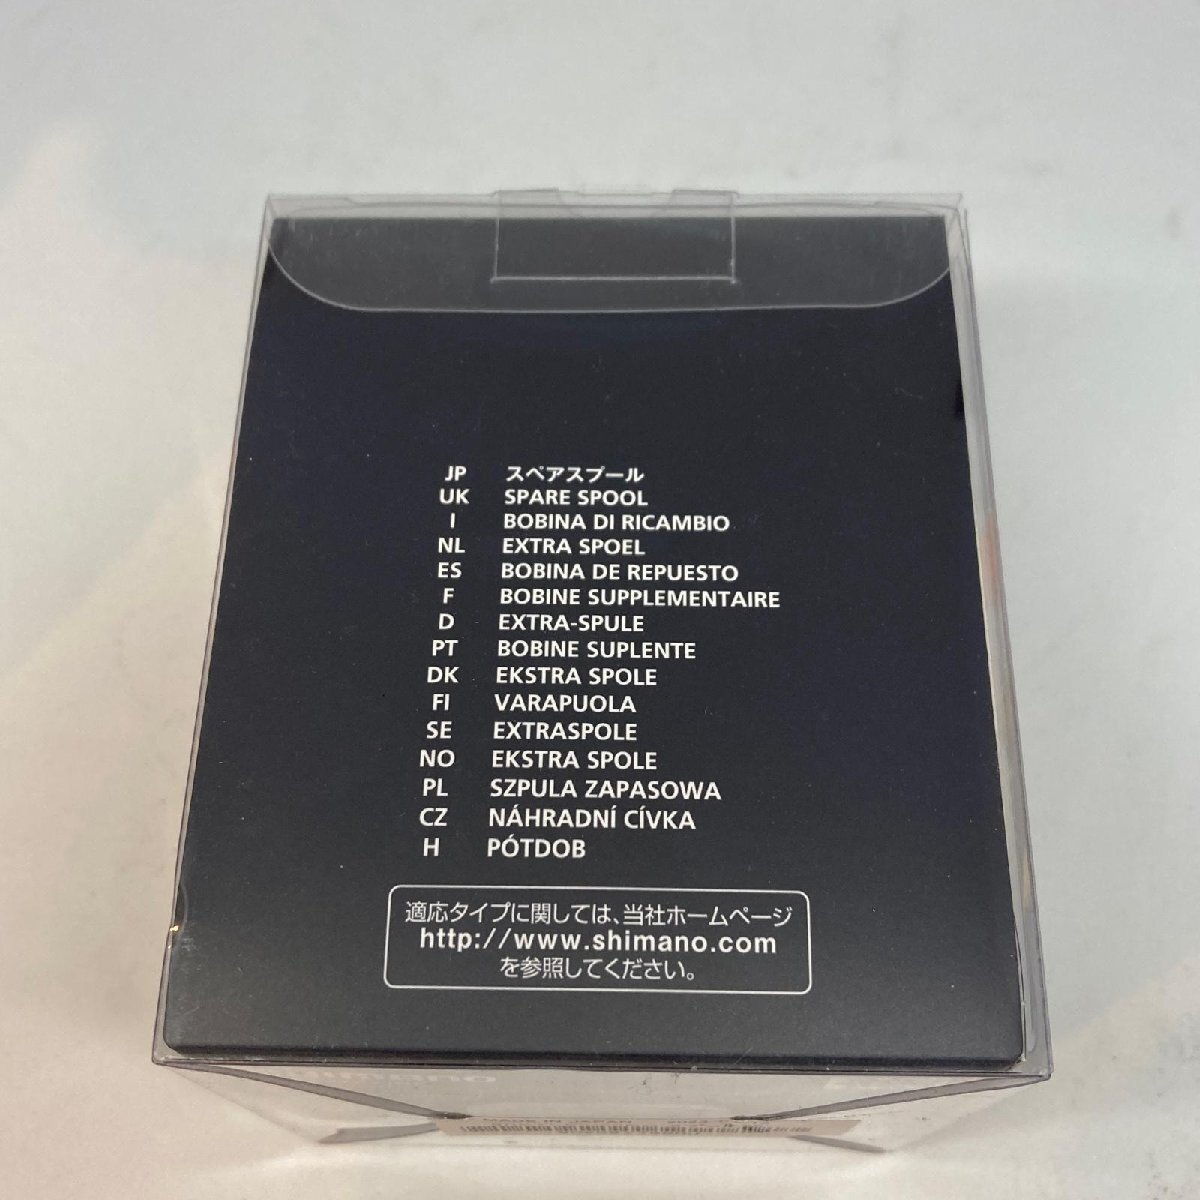 JP スペアスプール
UK SPARE SPOOL
I BOBINA DI RICAMBIO
NL EXTRA SPOEL
ES BOBINA DE REPUESTO
F BOBINE SUPPLEMENTAIRE
D EXTRA-SPULE
PT BOBINE SUPLENTE
DK EKSTRA SPOLE
FI VARAPUOLA
SE EXTRASPOLE
NO EKSTRA SPOLE
PL SZPULA ZAPASOWA
CZ NÁHRADNÍ CÍVKA
H PÓTDOB
適応タイプに関しては、当社ホームページ
http://www.shimano.com
を参照してください。